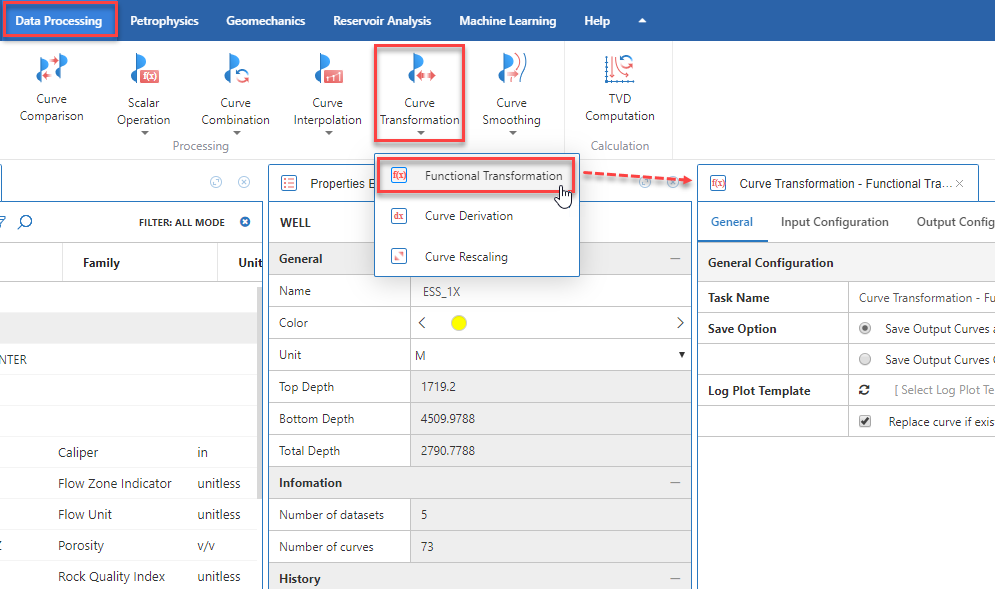 Data Processing Petrophysics Geomechanics Reservoir Analysis Machine Learning Help
Curve Comparison
Scalar Operation
Curve Combination
Curve Interpolation
Curve Transformation
Curve Smoothing
TVD Computation
Processing
Calculation
f(x) Functional Transformation
dx Curve Derivation
Curve Rescaling
FILTER: ALL MODE
Family Unit
NTER
Caliper in
Flow Zone Indicator unitless
Flow Unit unitless
Porosity v/v
Rock Quality Index unitless
Properties E
WELL
General
Name ESS_1X
Color
Unit M
Top Depth 1719.2
Bottom Depth 4509.9788
Total Depth 2790.7788
Infomation
Number of datasets 5
Number of curves 73
History
f(x) Curve Transformation - Functional Tra...
General Input Configuration Output Config
General Configuration
Task Name Curve Transformation - Fu
Save Option Save Output Curves a
Save Output Curves
Log Plot Template [ Select Log Plot Te
Replace curve if exis